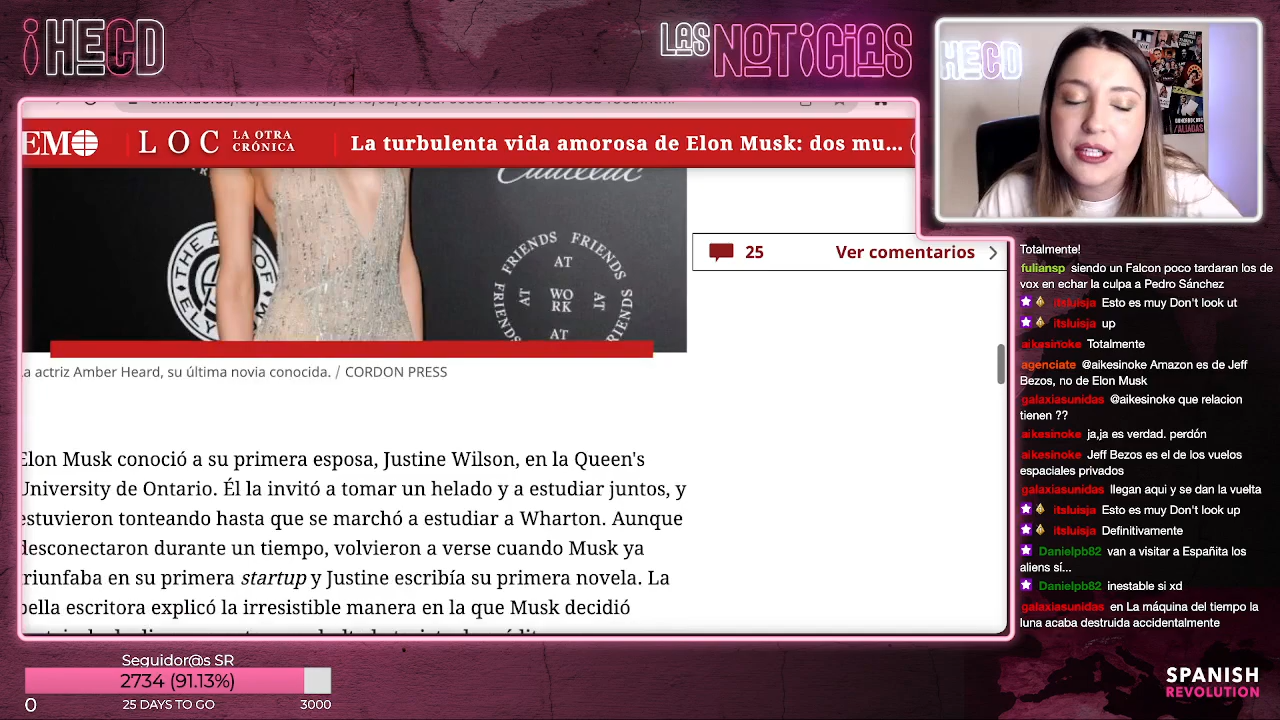 ¡HECD
LAS NOTICIAS
HECD
/ALIADAS
EM
LOC
LA OTRA
CRÓNICA
La turbulenta vida amorosa de Elon Musk: dos mu...
Cadillac
FRIENDS FRIENDS
AT
AT WORK AT
AT
25
Ver comentarios
a actriz Amber Heard, su última novia conocida. / CORDON PRESS
Elon Musk conoció a su primera esposa, Justine Wilson, en la Queen's
University de Ontario. Él la invitó a tomar un helado y a estudiar juntos, y
estuvieron tonteando hasta que se marchó a estudiar a Wharton. Aunque
desconectaron durante un tiempo, volvieron a verse cuando Musk ya
triunfaba en su primera startup y Justine escribía su primera novela. La
bella escritora explicó la irresistible manera en la que Musk decidió
Totalmente!
fuliansp siendo un Falcon poco tardaran los de
vox en echar la culpa a Pedro Sánchez
itsluisja Esto es muy Don't look ut
itsluisja up
aikesinoke Totalmente
agenciate @aikesinoke Amazon es de Jeff
Bezos, no de Elon Musk
galaxiasunidas @aikesinoke que relacion
tienen ??
aikesinoke ja,ja es verdad. perdón
aikesinoke Jeff Bezos es el de los vuelos
espaciales privados
galaxiasunidas llegan aqui y se dan la vuelta
itsluisja Esto es muy Don't look up
itsluisja Definitivamente
Danielpb82 van a visitar a Españita los
aliens sí...
Danielpb82 inestable si xd
galaxiasunidas en La máquina del tiempo la
luna acaba destruida accidentalmente
Seguidor@s SR
2734 (91.13%)
0
25 DAYS TO GO
3000
SPANISH
REVOLUTION